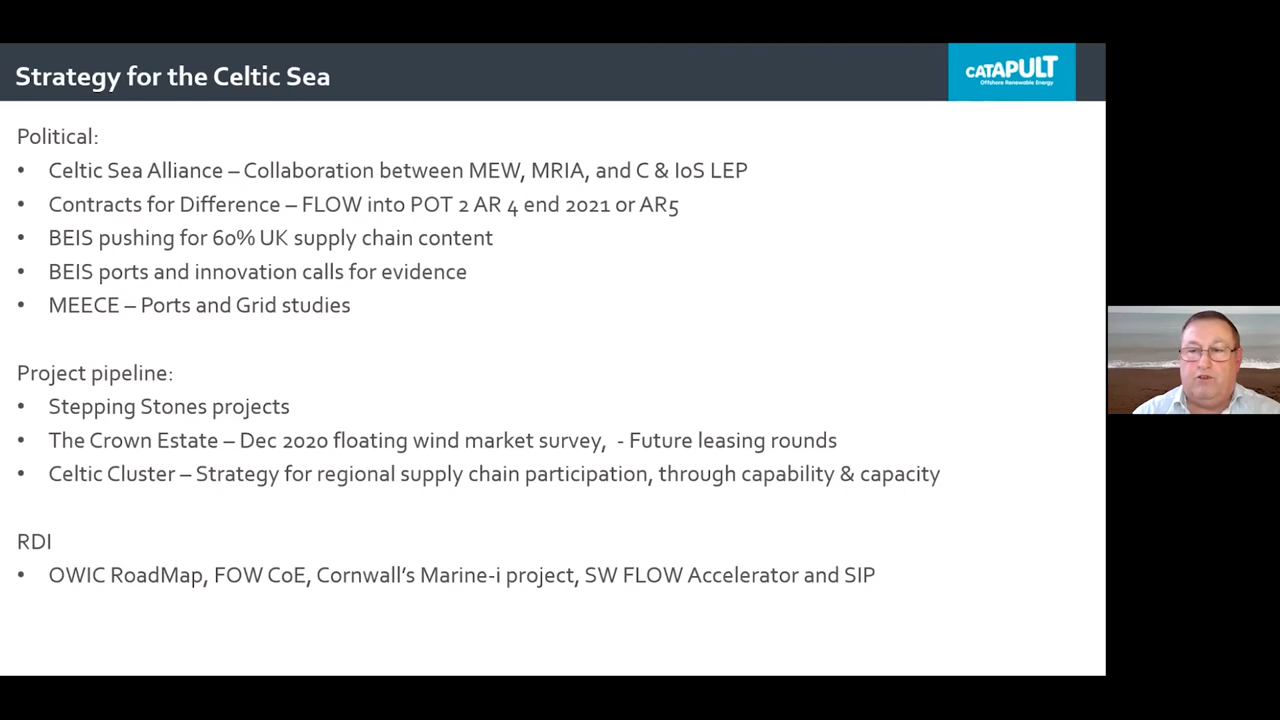 Strategy for the Celtic Sea
CATAPULT
Offshore Renewable Energy
Political:
• Celtic Sea Alliance – Collaboration between MEW, MRIA, and C & IoS LEP
• Contracts for Difference – FLOW into POT 2 AR 4 end 2021 or AR5
• BEIS pushing for 60% UK supply chain content
• BEIS ports and innovation calls for evidence
• MEECE – Ports and Grid studies
Project pipeline:
• Stepping Stones projects
• The Crown Estate – Dec 2020 floating wind market survey, - Future leasing rounds
• Celtic Cluster – Strategy for regional supply chain participation, through capability & capacity
RDI
• OWIC RoadMap, FOW CoE, Cornwall's Marine-i project, SW FLOW Accelerator and SIP